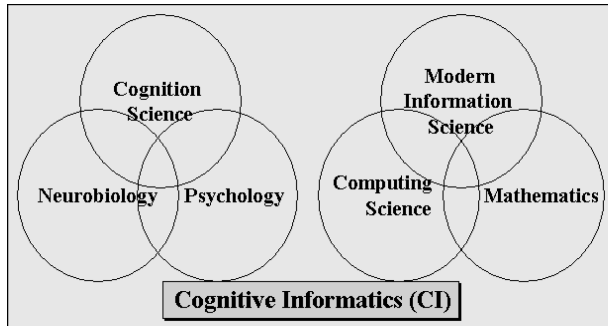 Cognition
Science
Neurobiology
Psychology
Modern
Information
Science
Computing
Science
Mathematics
Cognitive Informatics (CI)